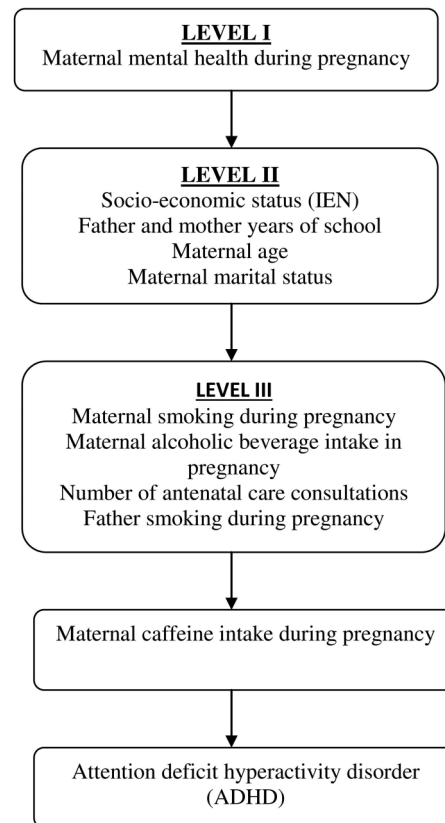 LEVEL I
Maternal mental health during pregnancy
LEVEL II
Socio-economic status (IEN)
Father and mother years of school
Maternal age
Maternal marital status
LEVEL III
Maternal smoking during pregnancy
Maternal alcoholic beverage intake in
pregnancy
Number of antenatal care consultations
Father smoking during pregnancy
Maternal caffeine intake during pregnancy
Attention deficit hyperactivity disorder
(ADHD)